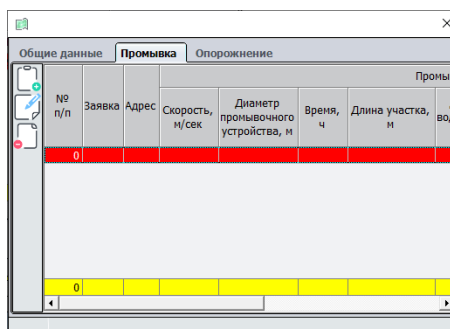 Общие данные Промывка Опорожнение
Промы
№ п/п Заявка Адрес Скорость, м/сек Диаметр промывочного устройства, м Время, ч Длина участка, м
0
0